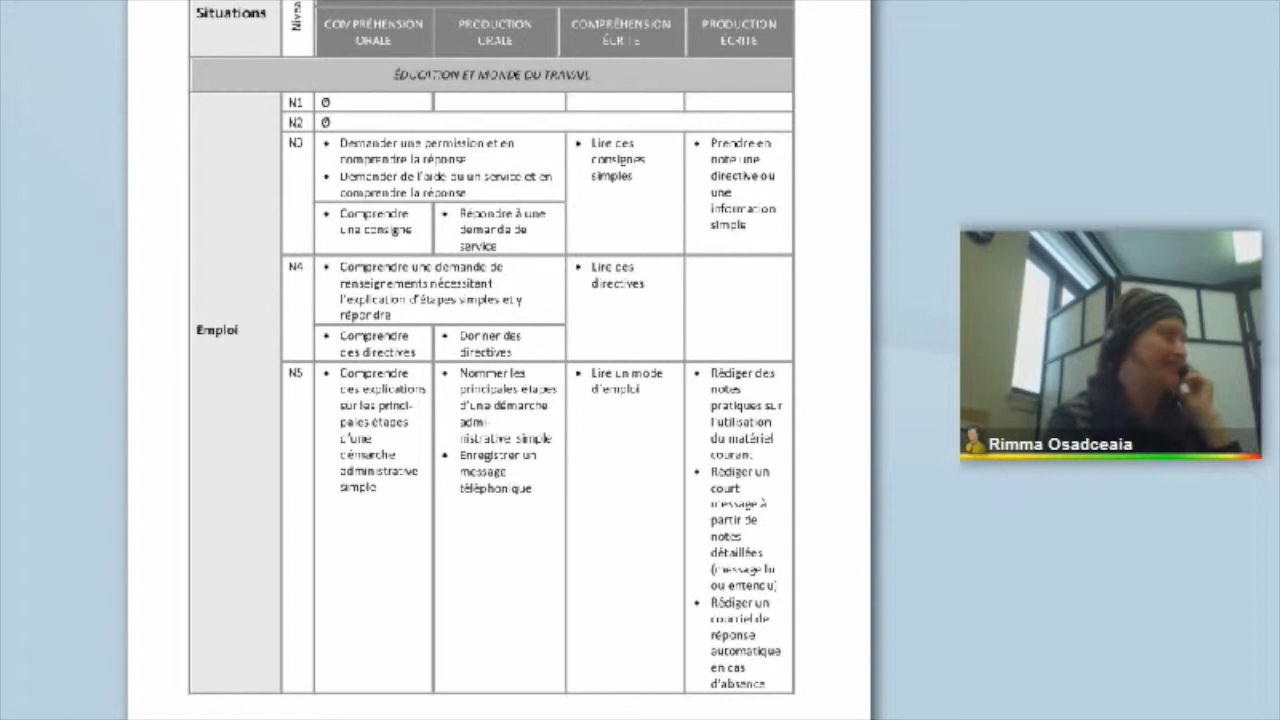 Situations
Nivea
COMPRÉHENSION
ORALE
PRODUCTION
ORALE
COMPRÉHENSION
ÉCRITE
PRODUCTION
ÉCRITE
ÉDUCATION ET MONDE DU TRAVAIL
Emploi
N1
Ø
N2
Ø
N3
• Demander une permission et en
comprendre la réponse
• Demander de l'aide ou un service et en
comprendre la réponse
• Comprendre
une consigne
• Répondre à une
demande de
service
• Lire des
consignes
simples
• Prendre en
note une
directive ou
une
information
simple
N4
• Comprendre une demande de
renseignements nécessitant
l'explication d'étapes simples et y
répondre
• Comprendre
des directives
• Donner des
directives
• Lire des
directives
N5
• Comprendre
des explications
sur les princi-
pales étapes
d'une
démarche
administrative
simple
• Nommer les
principales étapes
d'une démarche
admi-
nistrative simple
• Enregistrer un
message
téléphonique
• Lire un mode
d'emploi
• Rédiger des
notes
pratiques sur
l'utilisation
du matériel
courant
• Rédiger un
court
message à
partir de
notes
détaillées
(message lu
ou entendu)
• Rédiger un
courriel de
réponse
automatique
en cas
d'absence
Rimma Osadceaia